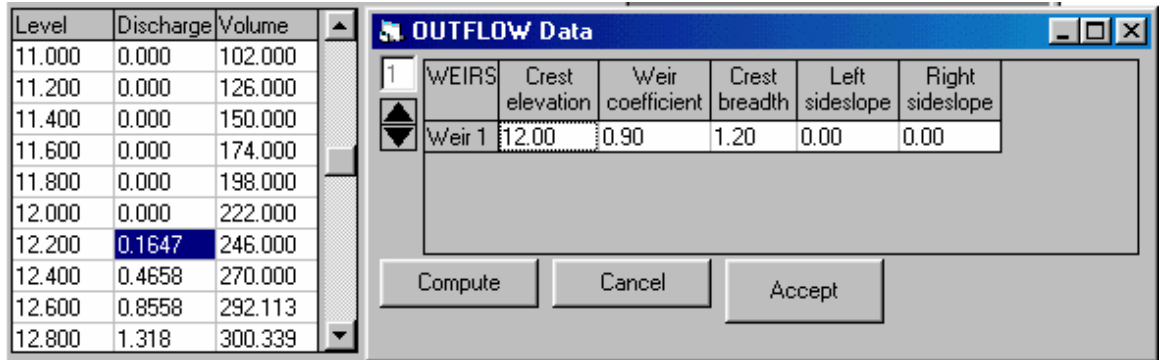 Level Discharge Volume
11.000 0.000 102.000
11.200 0.000 126.000
11.400 0.000 150.000
11.600 0.000 174.000
11.800 0.000 198.000
12.000 0.000 222.000
12.200 0.1647 246.000
12.400 0.4658 270.000
12.600 0.8558 292.113
12.800 1.318 300.339
OUTFLOW Data
1
WEIRS Crest elevation Weir coefficient Crest breadth Left sideslope Right sideslope
Weir 1 12.00 0.90 1.20 0.00 0.00
Compute Cancel Accept